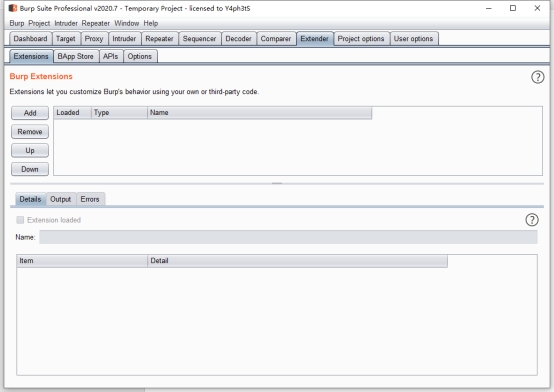 Burp Suite Professional v2020.7 - Temporary Project - licensed to Y4ph3tS
Burp Project Intruder Repeater Window Help
Dashboard Target Proxy Intruder Repeater Sequencer Decoder Comparer Extender Project options User options
Extensions BApp Store APIs Options
Burp Extensions
?
Extensions let you customize Burp's behavior using your own or third-party code.
Add Loaded Type Name
Remove
Up
Down
Details Output Errors
Extension loaded
?
Name:
Item Detail